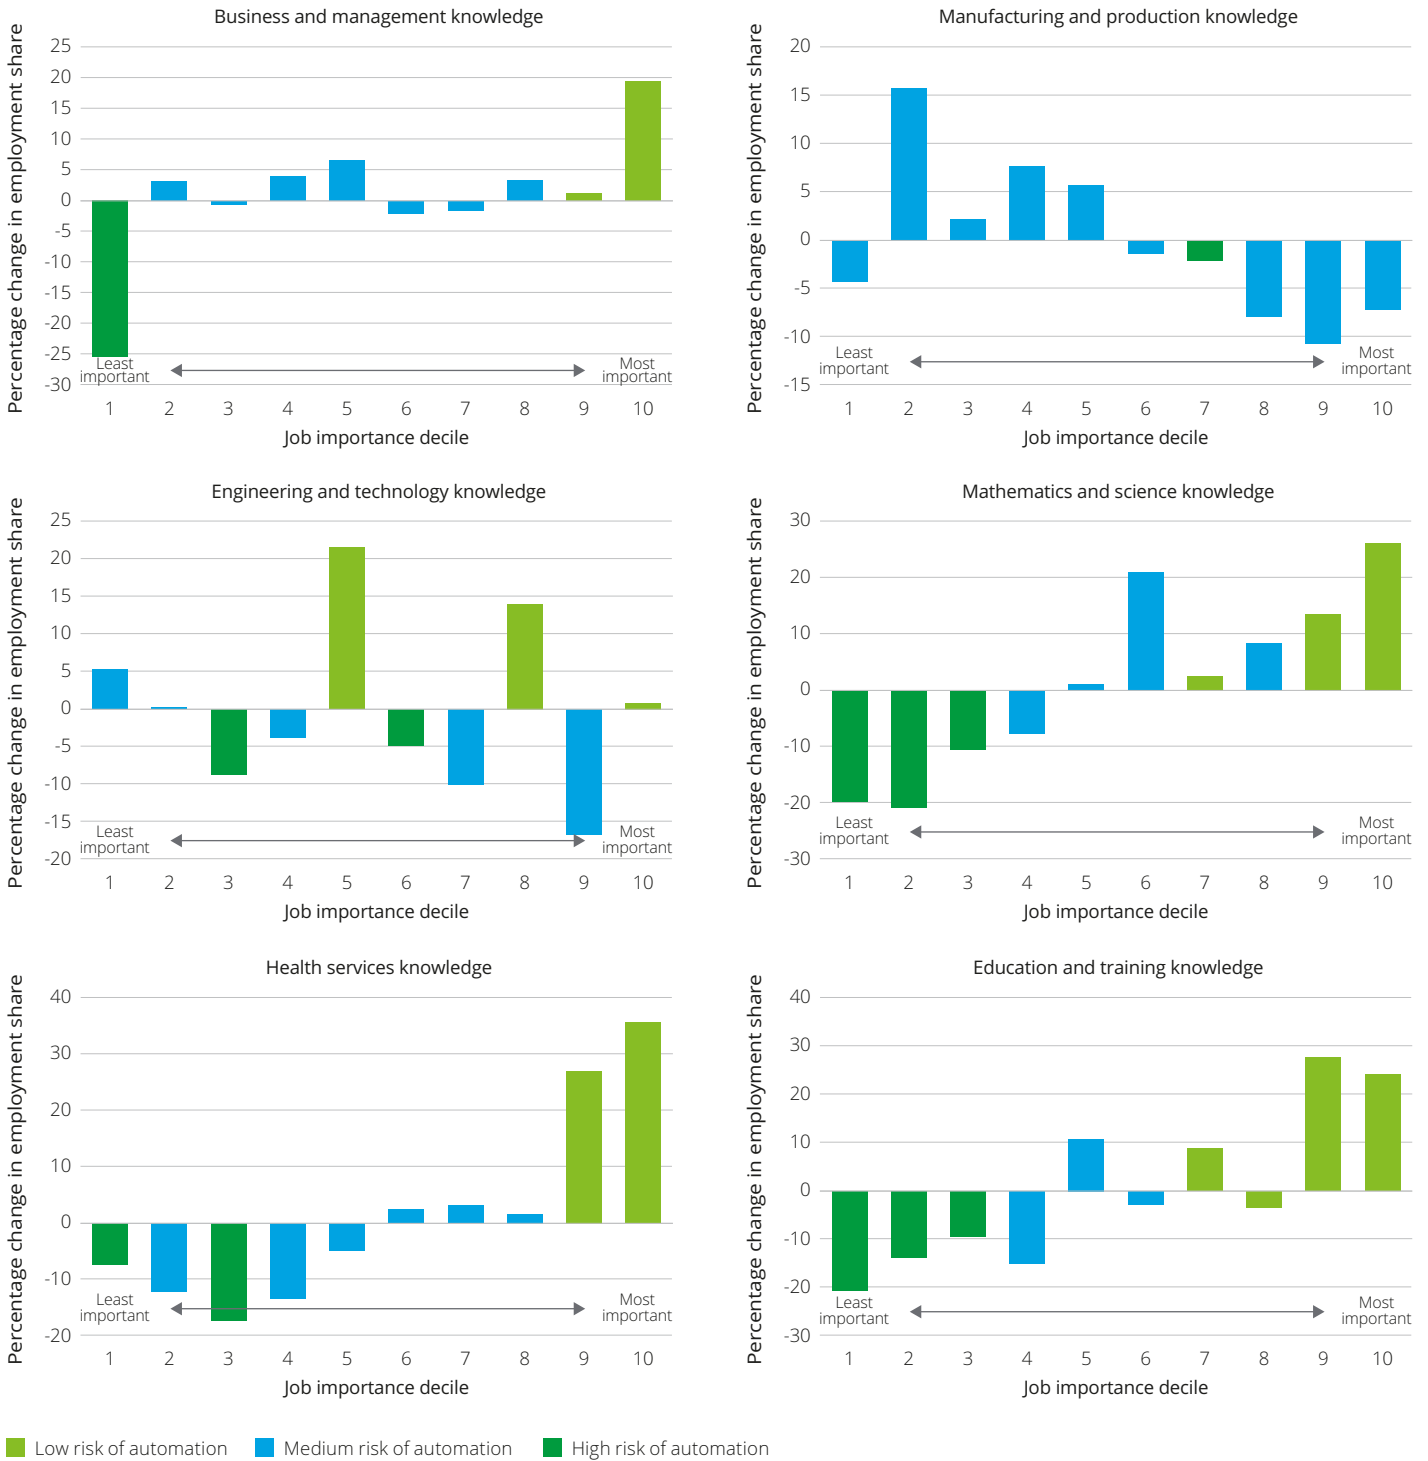 Business and management knowledge
Percentage change in employment share
25
20
15
10
5
0
-5
-10
-15
-20
-25
-30
Least
important
Most
important
1 2 3 4 5 6 7 8 9 10
Job importance decile
Manufacturing and production knowledge
Percentage change in employment share
20
15
10
5
0
-5
-10
-15
Least
important
Most
important
1 2 3 4 5 6 7 8 9 10
Job importance decile
Engineering and technology knowledge
Percentage change in employment share
25
20
15
10
5
0
-5
-10
-15
-20
Least
important
Most
important
1 2 3 4 5 6 7 8 9 10
Job importance decile
Mathematics and science knowledge
Percentage change in employment share
30
20
10
0
-10
-20
-30
Least
important
Most
important
1 2 3 4 5 6 7 8 9 10
Job importance decile
Health services knowledge
Percentage change in employment share
40
30
20
10
0
-10
-20
Least
important
Most
important
1 2 3 4 5 6 7 8 9 10
Job importance decile
Education and training knowledge
Percentage change in employment share
40
30
20
10
0
-10
-20
-30
Least
important
Most
important
1 2 3 4 5 6 7 8 9 10
Job importance decile
Low risk of automation Medium risk of automation High risk of automation